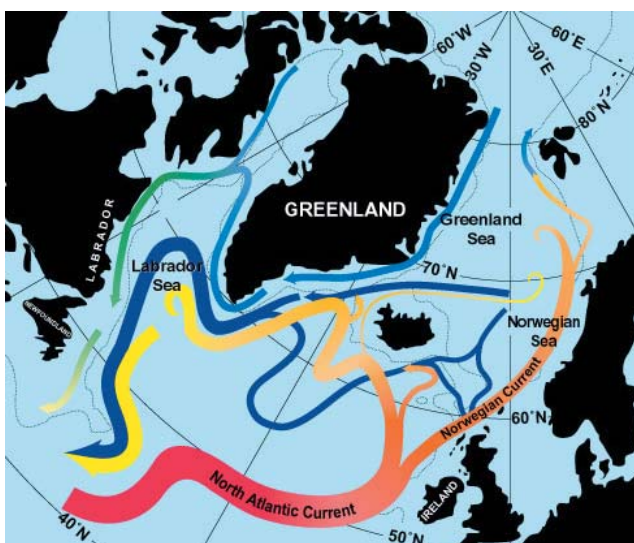 60˚W
30˚W
30˚E
60˚E
80˚N
GREENLAND
Greenland
Sea
LABRADOR
Labrador
Sea
70˚N
NEWFOUNDLAND
Norwegian
Sea
Norwegian Current
60˚N
North Atlantic Current
IRELAND
40˚N
50˚N